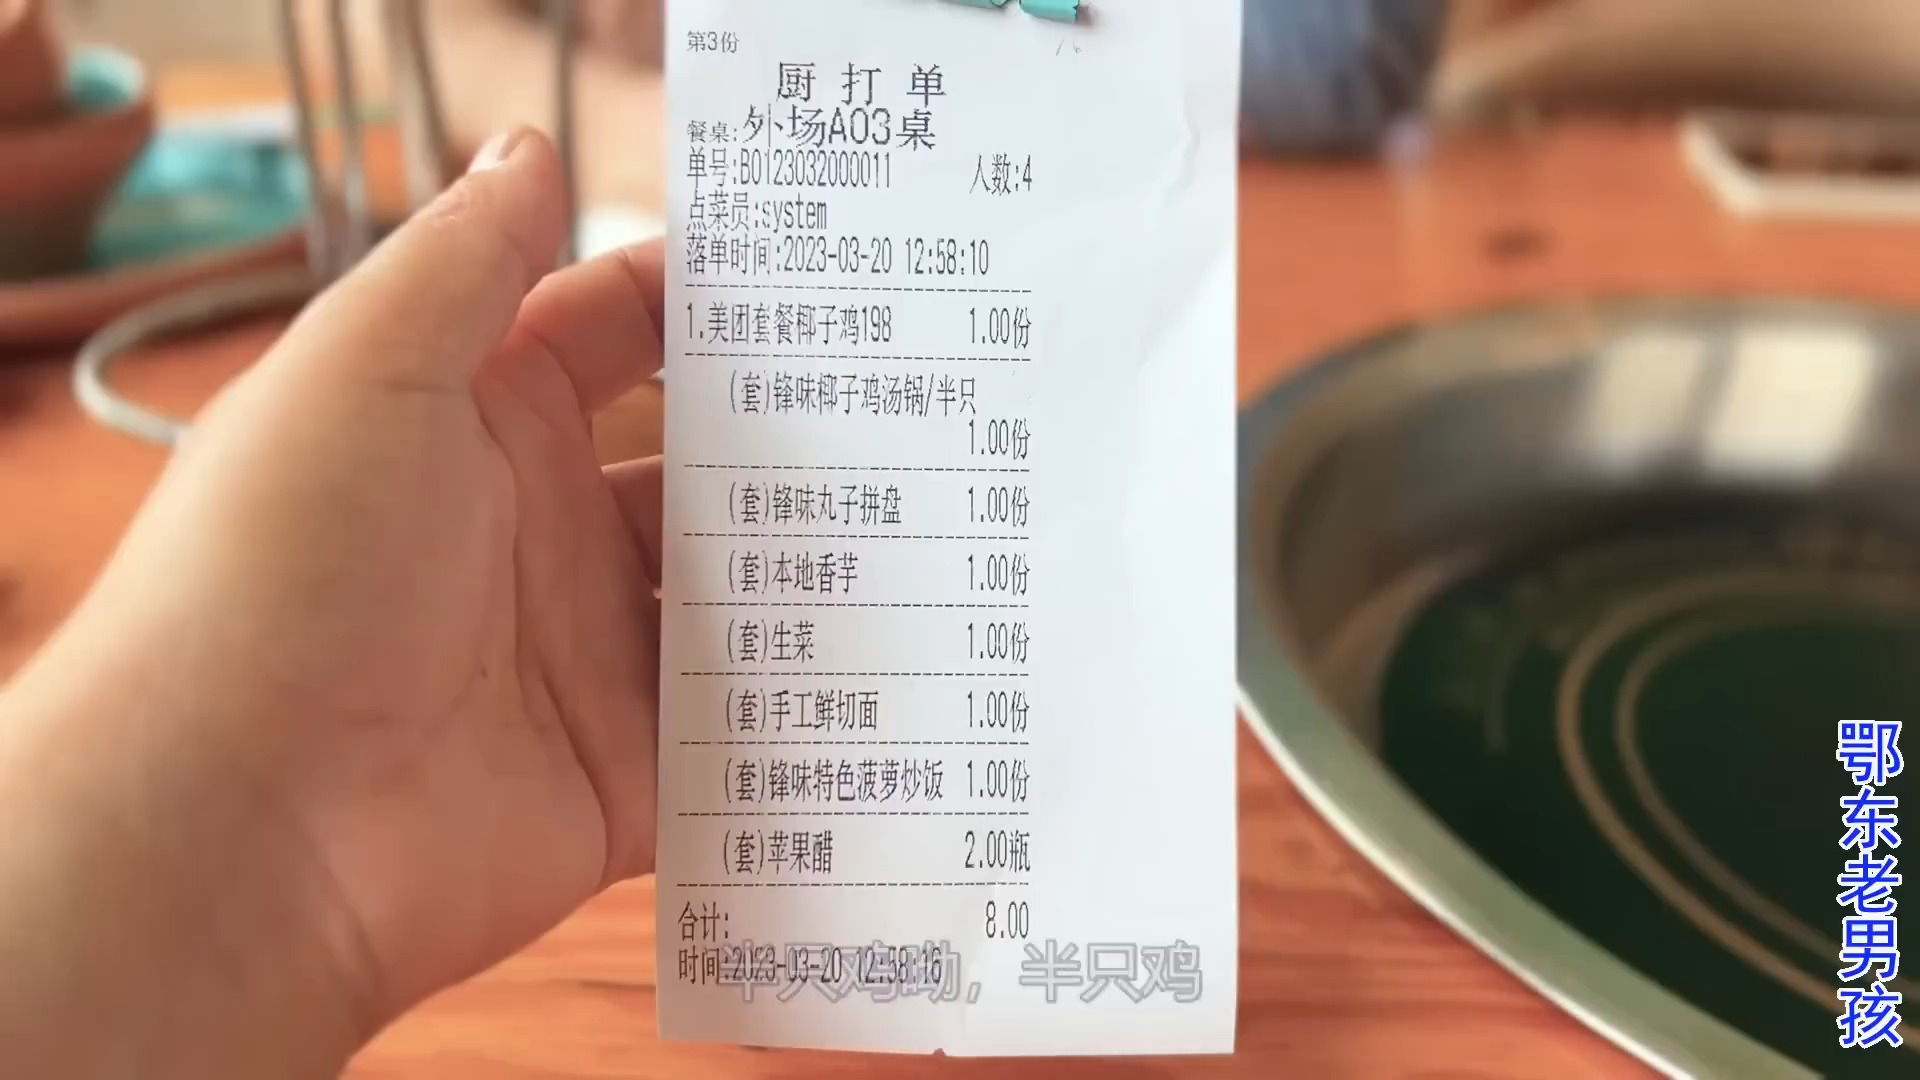 第3份
厨打单
餐桌:外场A03桌
单号:B0123032000011 人数:4
点菜员:system
落单时间:2023-03-20 12:58:10
1.美团套餐椰子鸡198 1.00份
(套)锋味椰子鸡汤锅/半只
1.00份
(套)锋味丸子拼盘 1.00份
(套)本地香芋 1.00份
(套)生菜 1.00份
(套)手工鲜切面 1.00份
(套)锋味特色菠萝炒饭 1.00份
(套)苹果醋 2.00瓶
合计: 8.00
时间:2023-03-20 12:58:16
半只鸡呦，半只鸡
鄂东老男孩